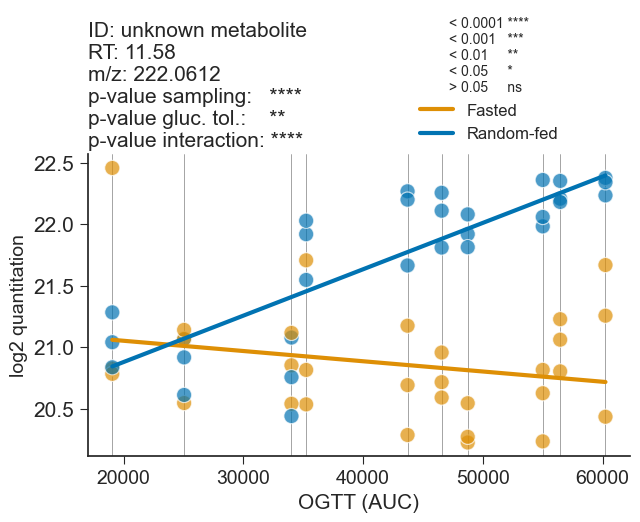 ID: unknown metabolite
RT: 11.58
m/z: 222.0612
p-value sampling: ****
p-value gluc. tol.: **
p-value interaction: ****
< 0.0001 ****
< 0.001 ***
< 0.01 **
< 0.05 *
> 0.05 ns
Fasted
Random-fed
22.5
22.0
21.5
21.0
20.5
log2 quantitation
20000 30000 40000 50000 60000
OGTT (AUC)